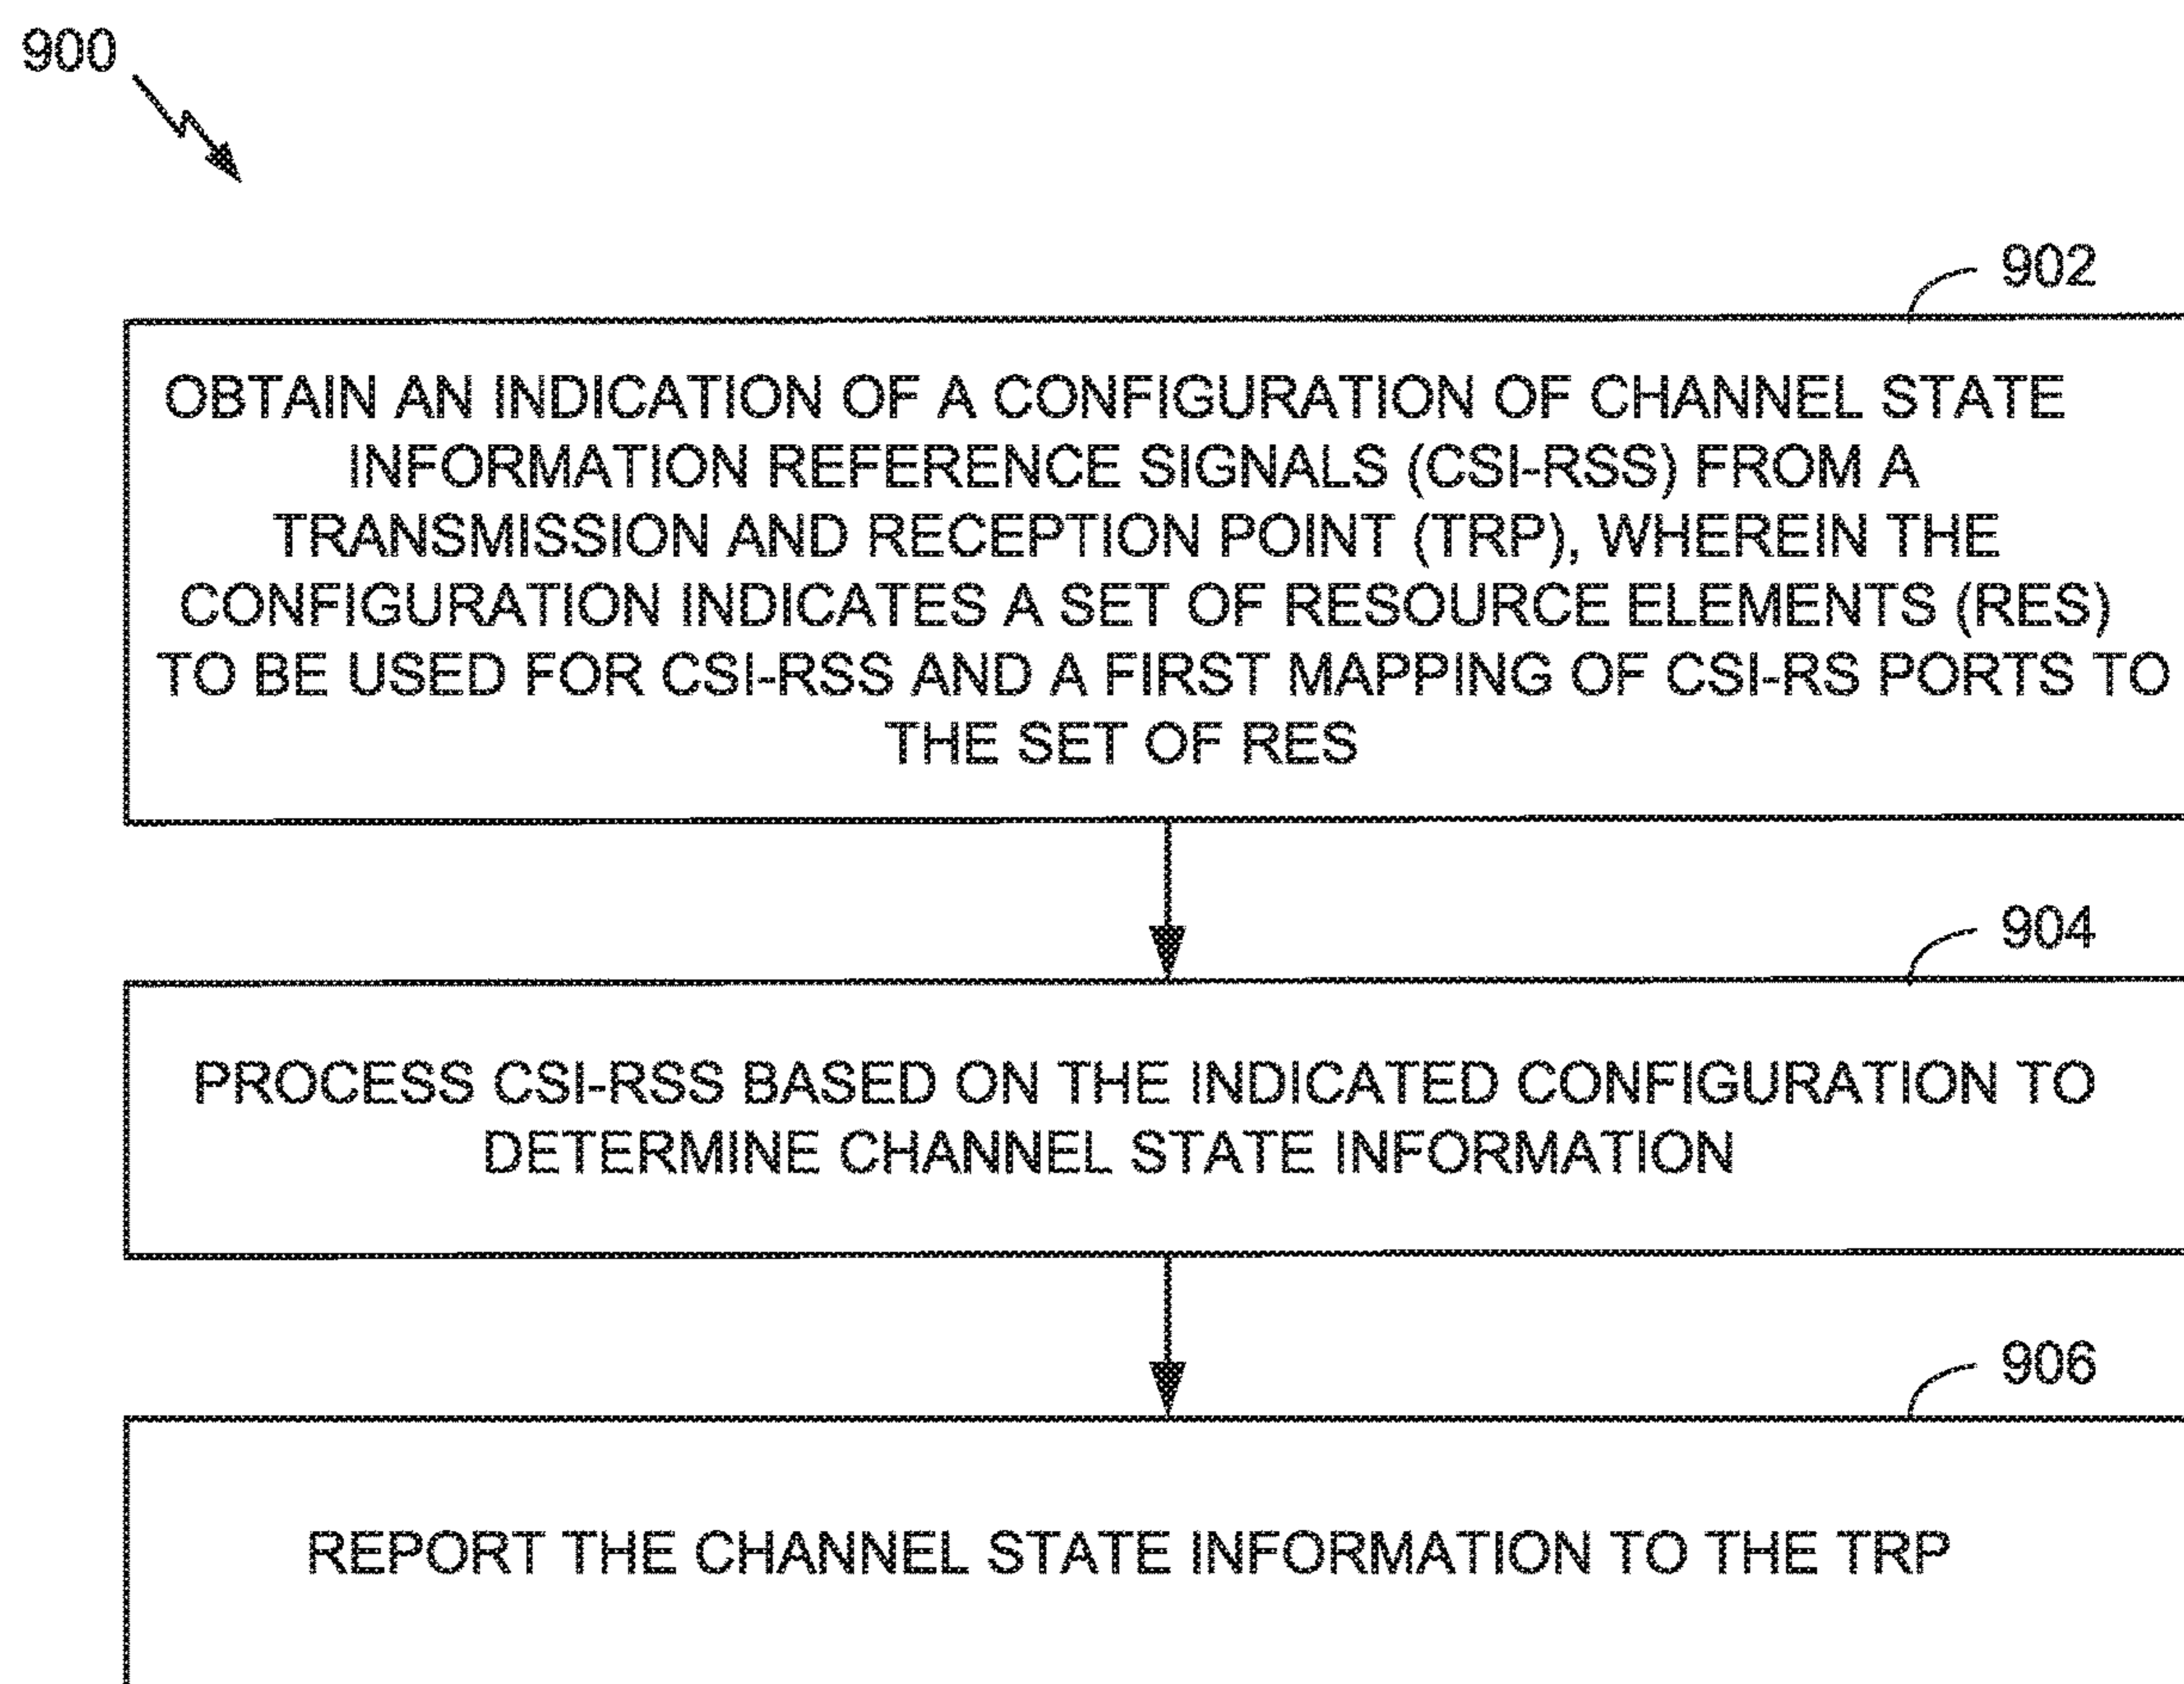 900
902
OBTAIN AN INDICATION OF A CONFIGURATION OF CHANNEL STATE
INFORMATION REFERENCE SIGNALS (CSI-RSS) FROM A
TRANSMISSION AND RECEPTION POINT (TRP), WHEREIN THE
CONFIGURATION INDICATES A SET OF RESOURCE ELEMENTS (RES)
TO BE USED FOR CSI-RSS AND A FIRST MAPPING OF CSI-RS PORTS TO
THE SET OF RES
904
PROCESS CSI-RSS BASED ON THE INDICATED CONFIGURATION TO
DETERMINE CHANNEL STATE INFORMATION
906
REPORT THE CHANNEL STATE INFORMATION TO THE TRP